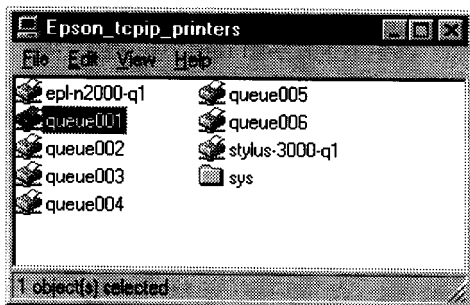 Epson_tcpip_printers
File Edit View Help
epl-n2000-q1
queue001
queue002
queue003
queue004
queue005
queue006
stylus-3000-q1
sys
1 object(s) selected